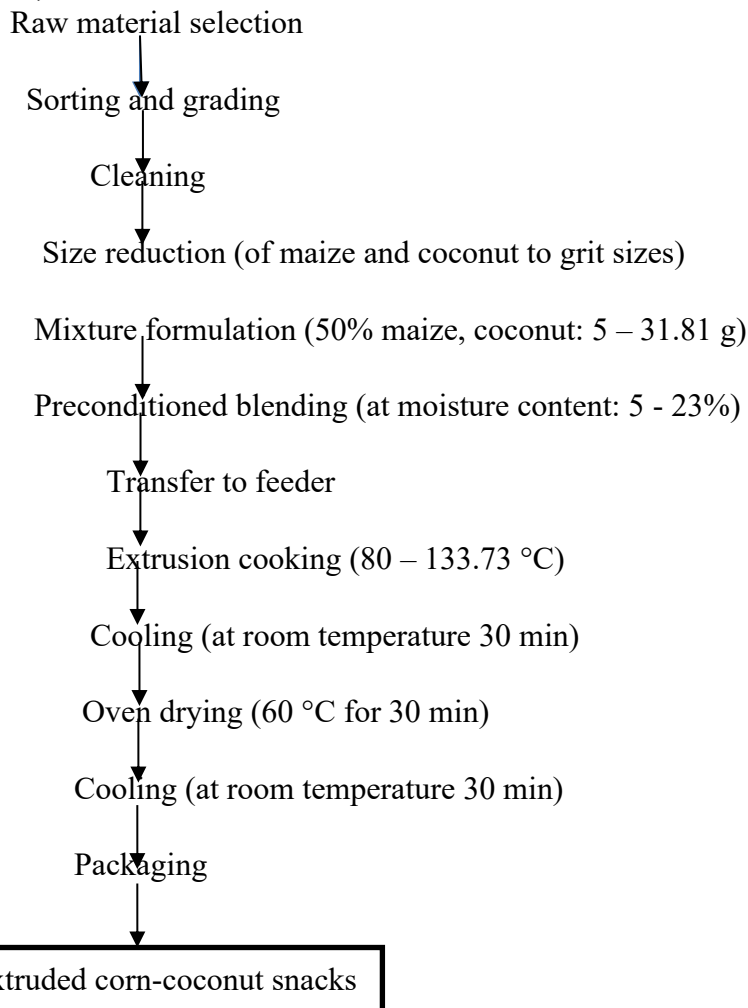 Raw material selection
Sorting and grading
Cleaning
Size reduction (of maize and coconut to grit sizes)
Mixture formulation (50% maize, coconut: 5 – 31.81 g)
Preconditioned blending (at moisture content: 5 - 23%)
Transfer to feeder
Extrusion cooking (80 – 133.73 °C)
Cooling (at room temperature 30 min)
Oven drying (60 °C for 30 min)
Cooling (at room temperature 30 min)
Packaging
xtruded corn-coconut snacks